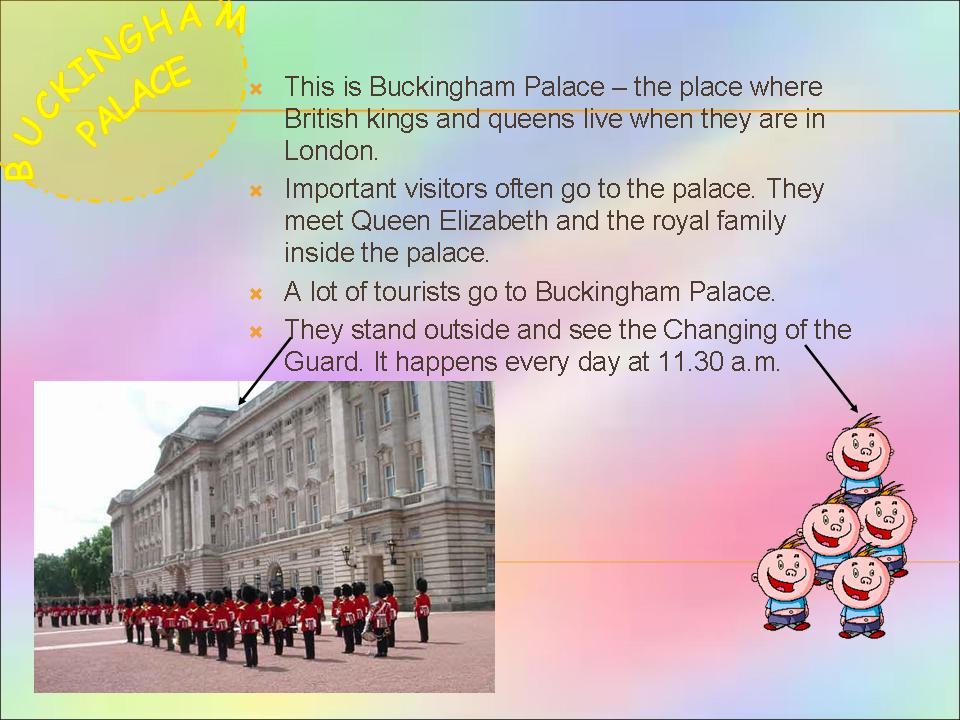 BUCKINGHAM
PALACE
This is Buckingham Palace – the place where
British kings and queens live when they are in
London.
Important visitors often go to the palace. They
meet Queen Elizabeth and the royal family
inside the palace.
A lot of tourists go to Buckingham Palace.
They stand outside and see the Changing of the
Guard. It happens every day at 11.30 a.m.